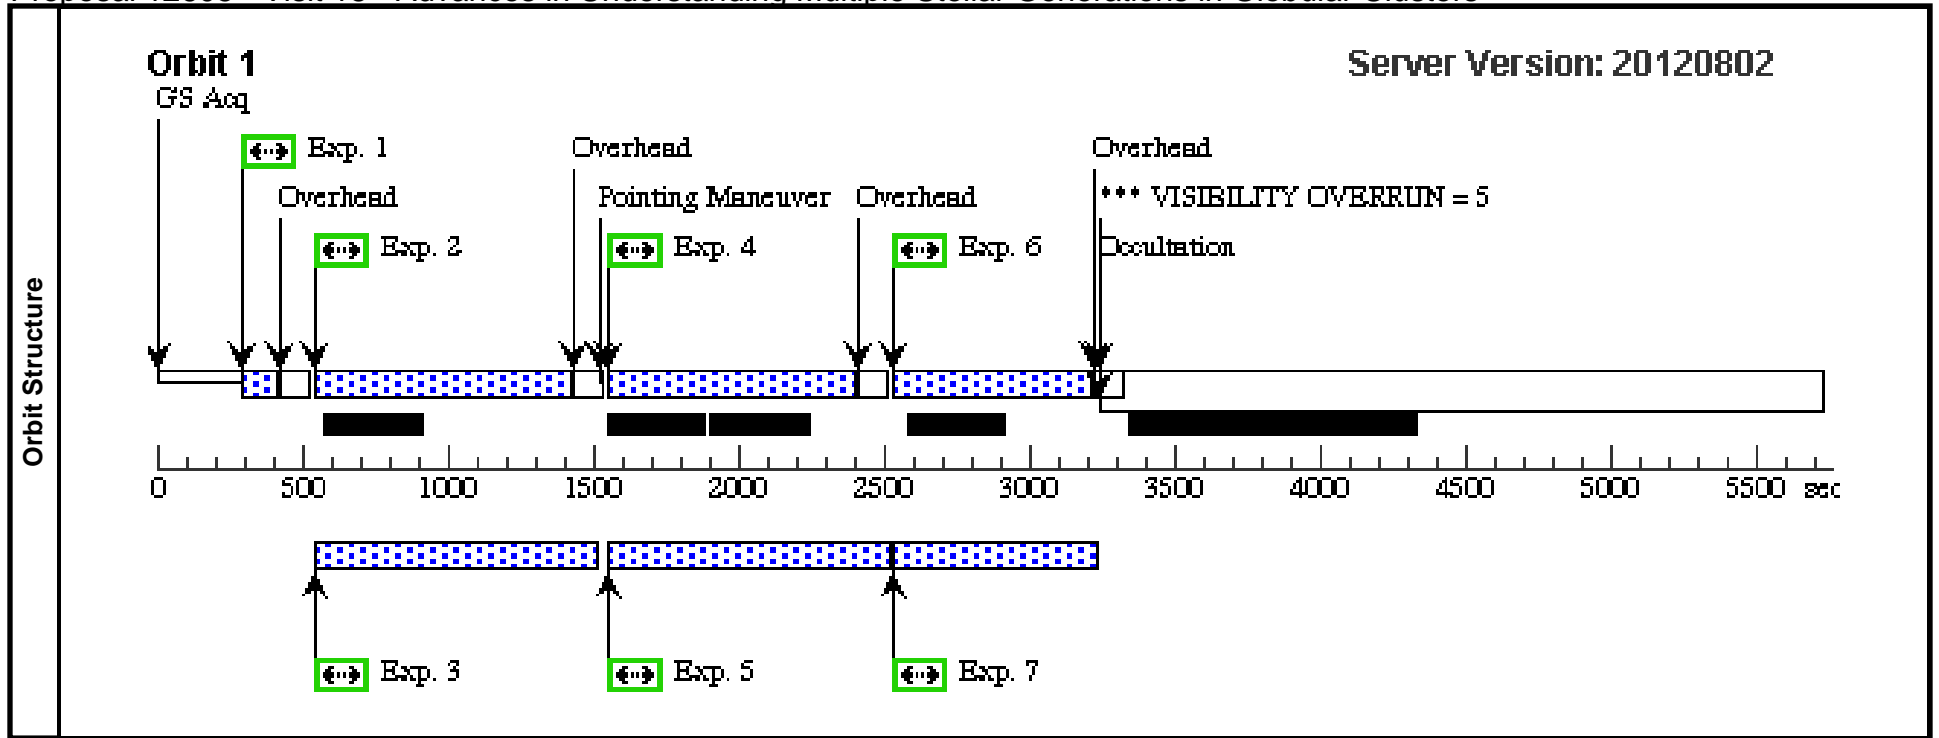 Orbit 1
Server Version: 20120802
GS Acq
Exp. 1
Overhead
Overhead
Overhead
Pointing Maneuver
Overhead
*** VISIBILITY OVERRUN = 5
Exp. 2
Exp. 4
Exp. 6
Occultation
Orbit Structure
0
500
1000
1500
2000
2500
3000
3500
4000
4500
5000
5500
sec
Exp. 3
Exp. 5
Exp. 7